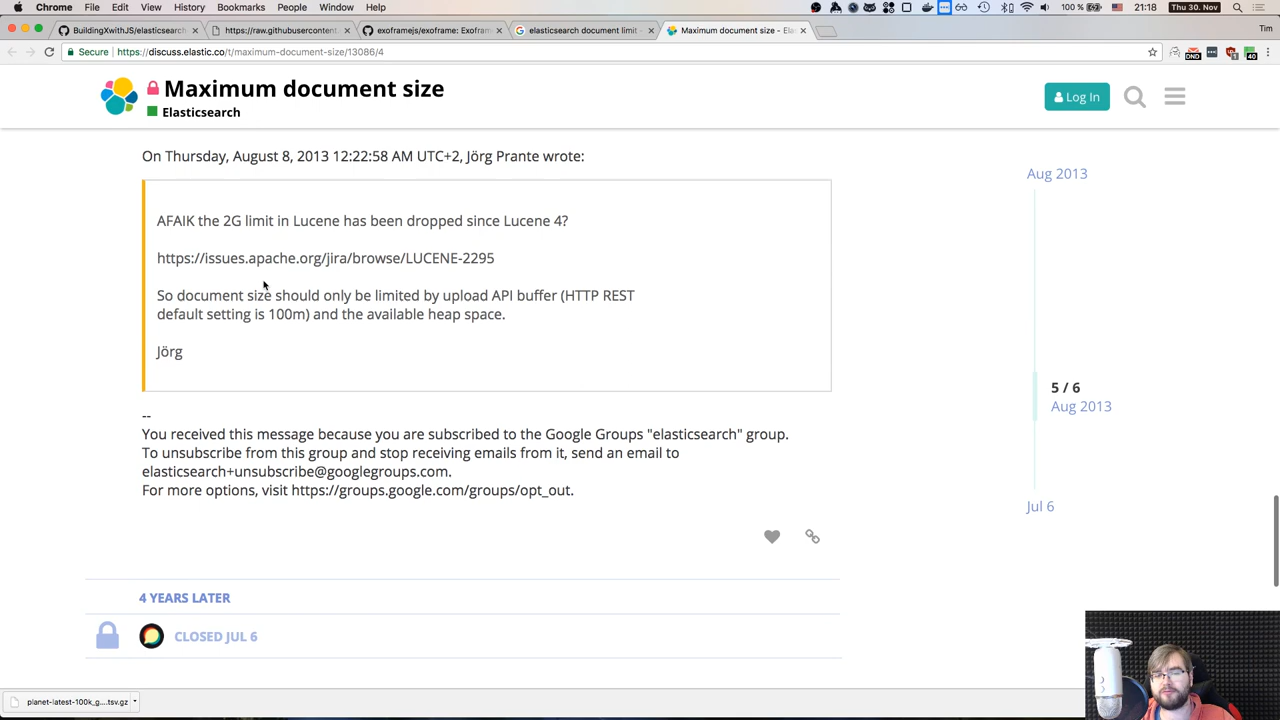 Chrome File Edit View History Bookmarks People Window Help
100 % 21:18 Thu 30. Nov
BuildingXwithJS/elasticsearch
https://raw.githubusercontent.
exoframejs/exoframe: Exofram
elasticsearch document limit -
Maximum document size - Ela
Tim
Secure https://discuss.elastic.co/t/maximum-document-size/13086/4
DND
1
40
Maximum document size
Elasticsearch
Log In
On Thursday, August 8, 2013 12:22:58 AM UTC+2, Jörg Prante wrote:
AFAIK the 2G limit in Lucene has been dropped since Lucene 4?
https://issues.apache.org/jira/browse/LUCENE-2295
So document size should only be limited by upload API buffer (HTTP REST
default setting is 100m) and the available heap space.
Jörg
Aug 2013
5 / 6
Aug 2013
Jul 6
--
You received this message because you are subscribed to the Google Groups "elasticsearch" group.
To unsubscribe from this group and stop receiving emails from it, send an email to
elasticsearch+unsubscribe@googlegroups.com.
For more options, visit https://groups.google.com/groups/opt_out.
4 YEARS LATER
CLOSED JUL 6
planet-latest-100k_g....tsv.gz